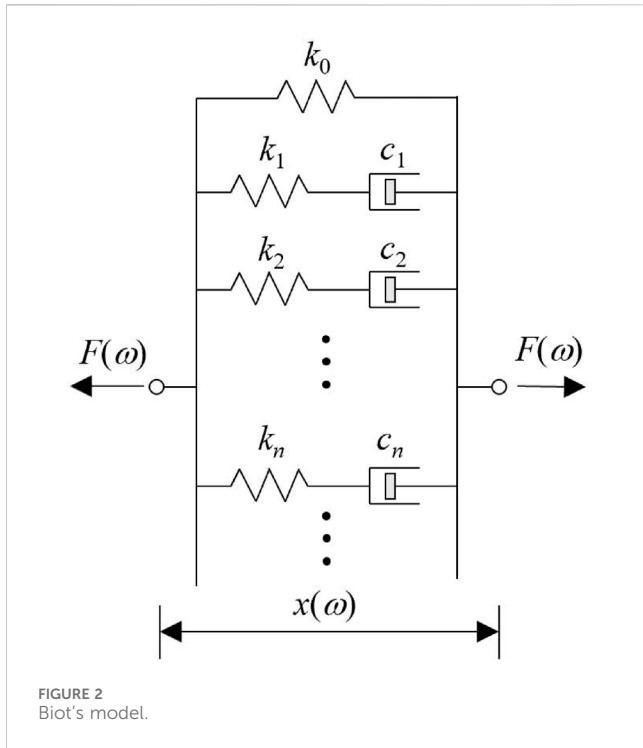 k₀
k₁ c₁
k₂ c₂
F(ω) F(ω)
kₙ cₙ
x(ω)
FIGURE 2
Biot's model.